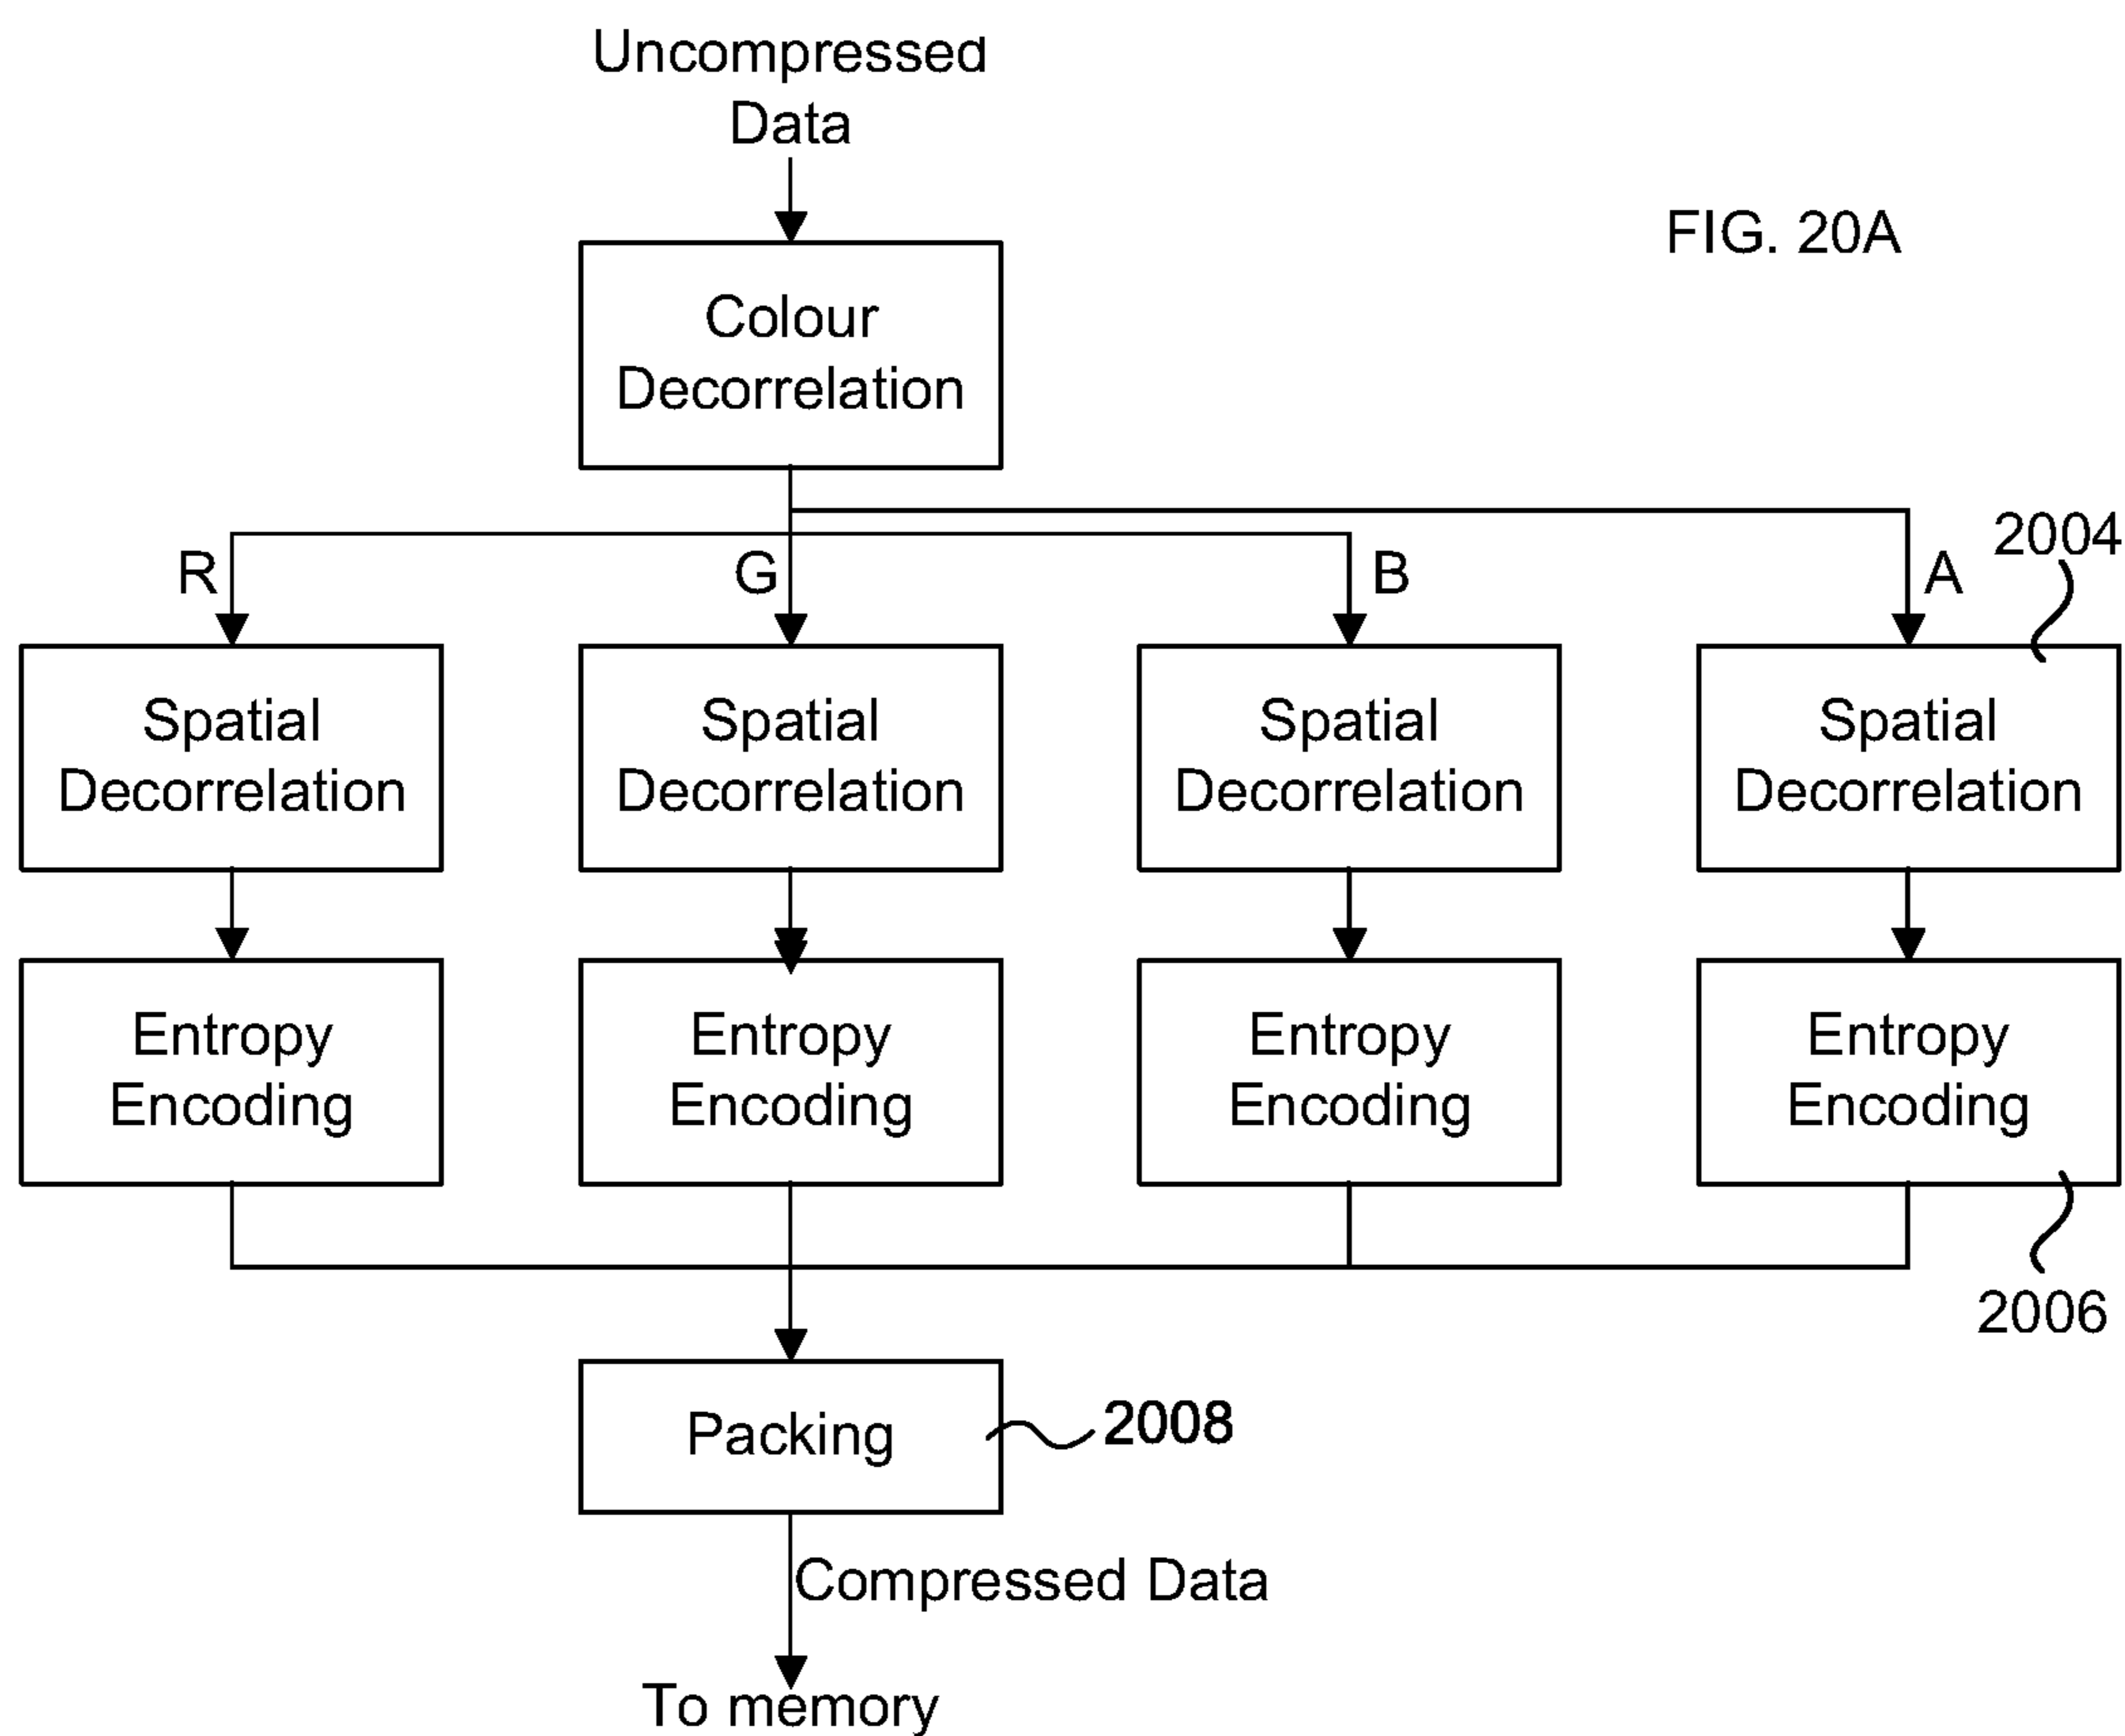 Uncompressed
Data
FIG. 20A
Colour
Decorrelation
R
G
B
A
2004
Spatial
Decorrelation
Spatial
Decorrelation
Spatial
Decorrelation
Spatial
Decorrelation
Entropy
Encoding
Entropy
Encoding
Entropy
Encoding
Entropy
Encoding
2006
Packing
2008
Compressed Data
To memory